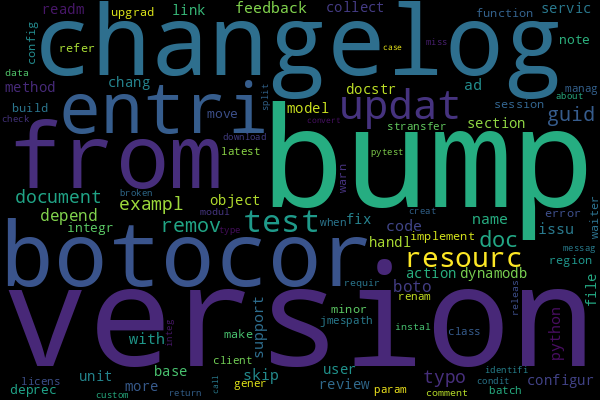 readm
upgrad
link
feedback
collect
function
servic
config
refer
changelog
case
miss
note
data
method
chang
docstr
ad
about
manag
build
entri
move
split
model
updat
session
guid
check
from
download
convert
stransfer
section
bump
latest
warn
pytest
document
broken
exampl
object
modul
creat
depend
integr
type
remov
test
when
fix
code
name
error
waiter
botocor
handl
implement
doc
issu
messag
resourc
requir
boto
action
dynamodb
region
file
version
renam
releas
minor
jmespath
instal
class
python
with
integ
make
support
client
base
unit
skip
user
identifi
licens
more
call
gener
review
param
typo
condit
configur
deprec
custom
return
comment
batch